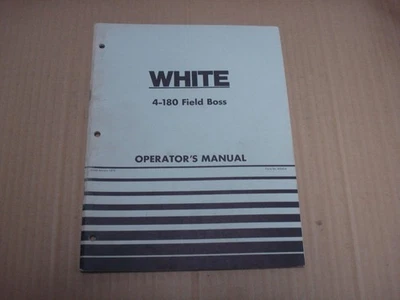 WHITE
4-180 Field Boss
OPERATOR'S MANUAL